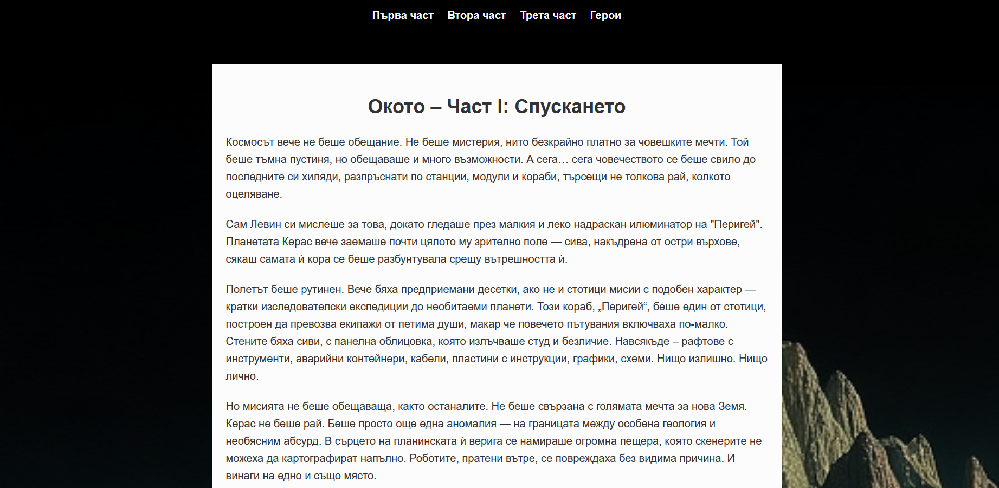 Първа част Втора част Трета част Герои
Окото – Част I: Спускането
Космосът вече не беше обещание. Не беше мистерия, нито безкрайно платно за човешките мечти. Той
беше тъмна пустиня, но обещаваше и много възможности. А сега… сега човечеството се беше свило до
последните си хиляди, разпръснати по станции, модули и кораби, търсещи не толкова рай, колкото
оцеляване.
Сам Левин си мислеше за това, докато гледаше през малкия и леко надраскан илюминатор на "Перигей".
Планетата Керас вече заемаше почти цялото му зрително поле — сива, накъдрена от остри върхове,
сякаш самата ѝ кора се беше разбунтувала срещу вътрешността ѝ.
Полетът беше рутинен. Вече бяха предприемани десетки, ако не и стотици мисии с подобен характер —
кратки изследователски експедиции до необитаеми планети. Този кораб, „Перигей“, беше един от стотици,
построен да превозва екипажи от петима души, макар че повечето пътувания включваха по-малко.
Стените бяха сиви, с панелна облицовка, която излъчваше студ и безличие. Навсякъде – рафтове с
инструменти, аварийни контейнери, кабели, пластини с инструкции, графики, схеми. Нищо излишно. Нищо
лично.
Но мисията не беше обещаваща, както останалите. Не беше свързана с голямата мечта за нова Земя.
Керас не беше рай. Беше просто още една аномалия — на границата между особена геология и
необясним абсурд. В сърцето на планинската ѝ верига се намираше огромна пещера, която скенерите не
можеха да картографират напълно. Роботите, пратени вътре, се повреждаха без видима причина. И
винаги на едно и също място.